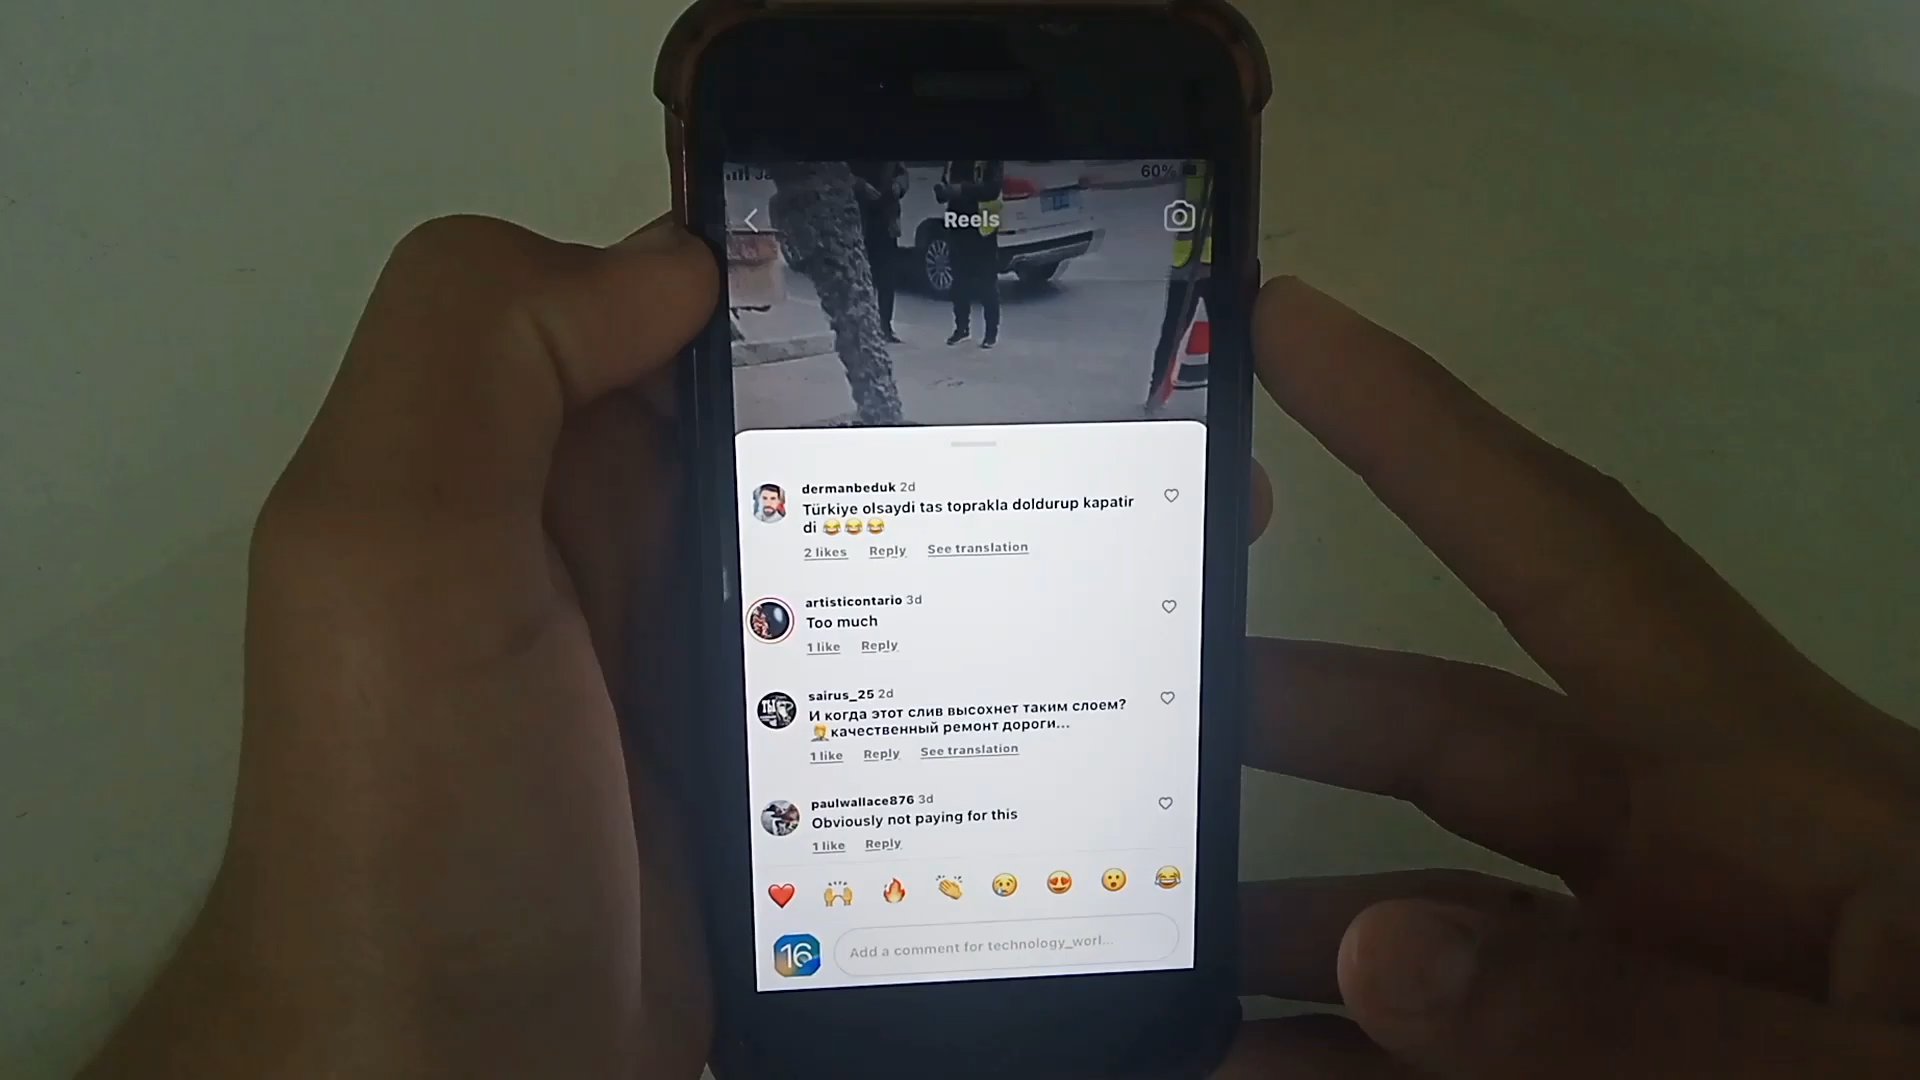 60%
Reels
dermanbeduk 2d
Türkiye olsaydi tas toprakla doldurup kapatir
di 😂😂😂
2 likes Reply See translation
artisticontario 3d
Too much
1 like Reply
sairus_25 2d
И когда этот слив высохнет таким слоем?
🤦качественный ремонт дороги...
1 like Reply See translation
paulwallace876 3d
Obviously not paying for this
1 like Reply
❤️ 🙌 🔥 👏 😢 😍 😮 😂
16 Add a comment for technology_worl...